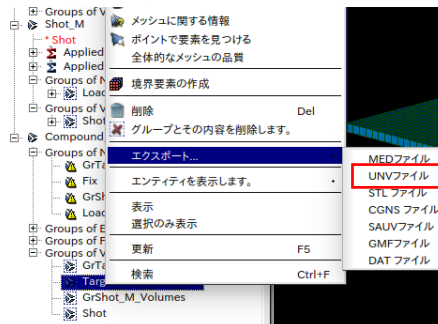 Groups of V
Shot_M
* Shot
Applied
Applied
Groups of N
Load
Groups of V
Shot
Compound
Groups of N
GrTa
Fix
GrSh
Load
Groups of E
Groups of F
Groups of V
GrTa
Targ
GrShot_M_Volumes
Shot
メッシュに関する情報
ポイントで要素を見つける
全体的なメッシュの品質
境界要素の作成
削除 Del
グループとその内容を削除します。
エクスポート...
エンティティを表示します。
表示
選択のみ表示
更新 F5
検索 Ctrl+F
MEDファイル
UNVファイル
STL ファイル
CGNS ファイル
SAUVファイル
GMFファイル
DAT ファイル